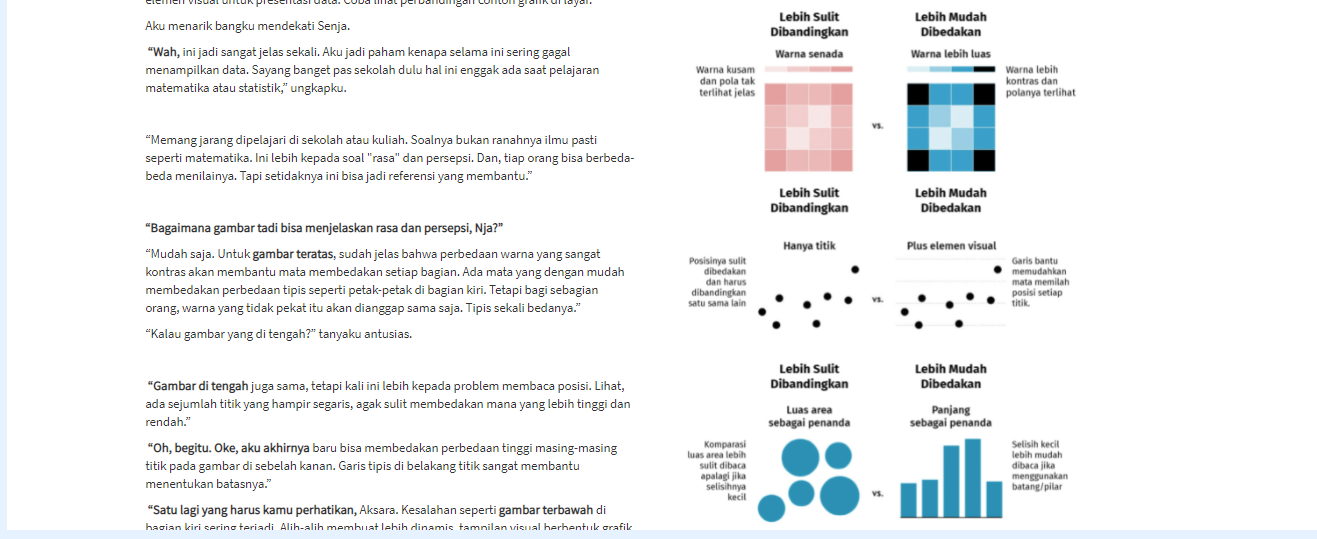 elemen visual untuk presentasi data. Coba lihat perbandingan contoh grafik di layar.
Aku menarik bangku mendekati Senja.
“Wah, ini jadi sangat jelas sekali. Aku jadi paham kenapa selama ini sering gagal
menampilkan data. Sayang banget pas sekolah dulu hal ini enggak ada saat pelajaran
matematika atau statistik,” ungkapku.
“Memang jarang dipelajari di sekolah atau kuliah. Soalnya bukan ranahnya ilmu pasti
seperti matematika. Ini lebih kepada soal "rasa" dan persepsi. Dan, tiap orang bisa berbeda-
beda menilainya. Tapi setidaknya ini bisa jadi referensi yang membantu.”
“Bagaimana gambar tadi bisa menjelaskan rasa dan persepsi, Nja?”
“Mudah saja. Untuk gambar teratas, sudah jelas bahwa perbedaan warna yang sangat
kontras akan membantu mata membedakan setiap bagian. Ada mata yang dengan mudah
membedakan perbedaan tipis seperti petak-petak di bagian kiri. Tetapi bagi sebagian
orang, warna yang tidak pekat itu akan dianggap sama saja. Tipis sekali bedanya.”
“Kalau gambar yang di tengah?” tanyaku antusias.
“Gambar di tengah juga sama, tetapi kali ini lebih kepada problem membaca posisi. Lihat,
ada sejumlah titik yang hampir segaris, agak sulit membedakan mana yang lebih tinggi dan
rendah.”
“Oh, begitu. Oke, aku akhirnya baru bisa membedakan perbedaan tinggi masing-masing
titik pada gambar di sebelah kanan. Garis tipis di belakang titik sangat membantu
menentukan batasnya.”
“Satu lagi yang harus kamu perhatikan, Aksara. Kesalahan seperti gambar terbawah di
bagian kiri sering terjadi. Alih-alih membuat lebih dinamis, tampilan visual berbentuk grafik
Lebih Sulit
Dibandingkan
Lebih Mudah
Dibedakan
Warna senada
Warna lebih luas
Warna kusam
dan pola tak
terlihat jelas
vs.
Warna lebih
kontras dan
polanya terlihat
Lebih Sulit
Dibandingkan
Lebih Mudah
Dibedakan
Hanya titik
Plus elemen visual
Posisinya sulit
dibedakan
dan harus
dibandingkan
satu sama lain
vs.
Garis bantu
memudahkan
mata memilah
posisi setiap
titik.
Lebih Sulit
Dibandingkan
Lebih Mudah
Dibedakan
Luas area
sebagai penanda
Panjang
sebagai penanda
Komparasi
luas area lebih
sulit dibaca
apalagi jika
selisihnya
kecil
vs.
Selisih kecil
lebih mudah
dibaca jika
menggunakan
batang/pilar